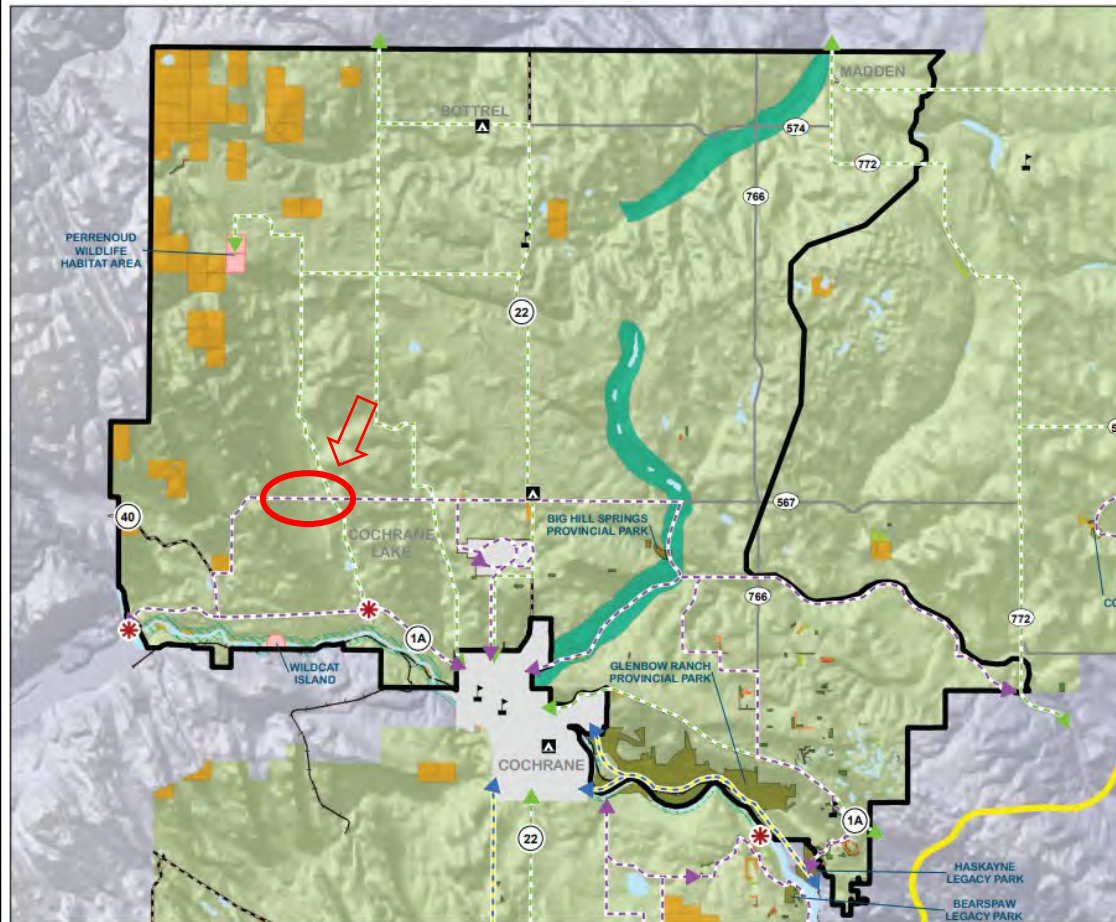 MADDEN
BOTTREL
574
772
766
PERRENOUD
WILDLIFE
HABITAT AREA
22
40
567
BIG HILL SPRINGS
PROVINCIAL PARK
COCHRANE
LAKE
766
772
1A
WILDCAT
ISLAND
GLENBOW RANCH
PROVINCIAL PARK
COCHRANE
22
1A
HASKAYNE
LEGACY PARK
BEARSPAW
LEGACY PARK